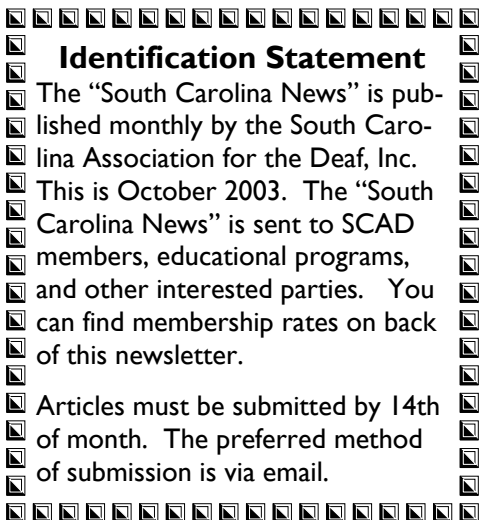 Identification Statement
The “South Carolina News” is pub-
lished monthly by the South Caro-
lina Association for the Deaf, Inc.
This is October 2003.  The “South
Carolina News” is sent to SCAD
members, educational programs,
and other interested parties.   You
can find membership rates on back
of this newsletter.
Articles must be submitted by 14th
of month.  The preferred method
of submission is via email.